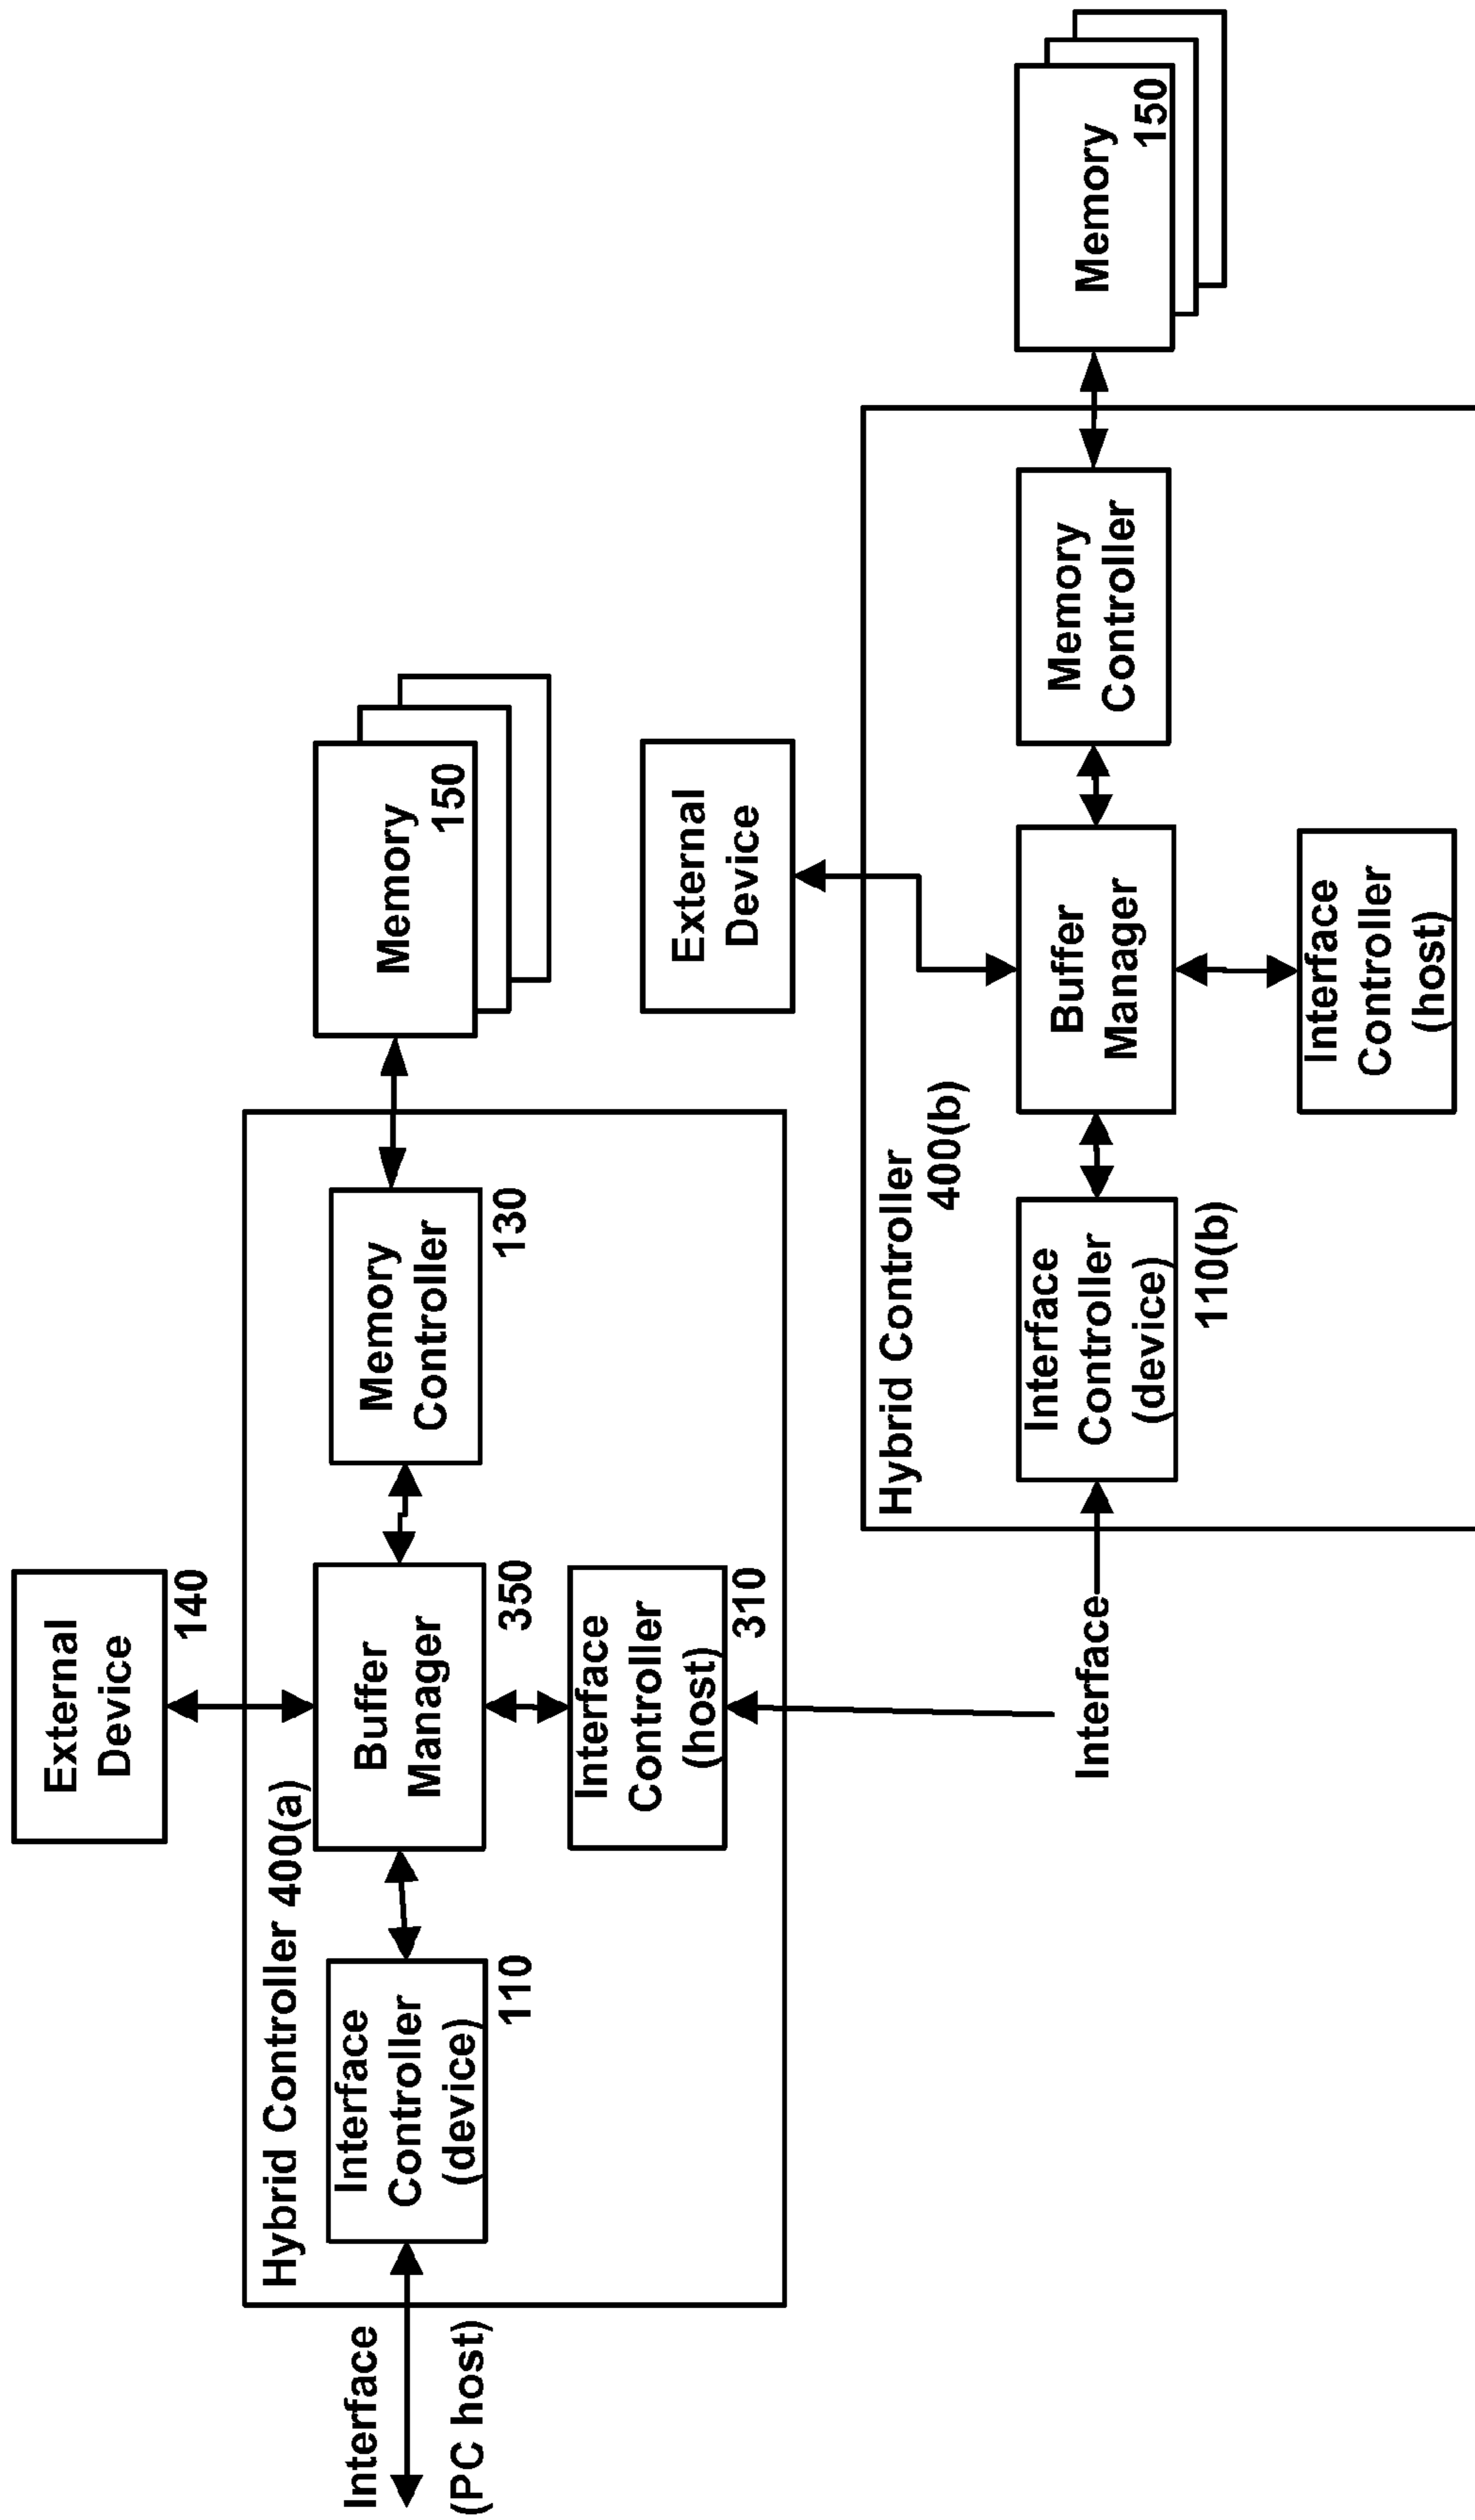 External
Device
140
Hybrid Controller 400(a)
Interface
(PC host)
Interface
Controller
(device)
110
Buffer
Manager
350
Memory
Controller
130
Memory
150
Interface
Controller
(host)
310
External
Device
Hybrid Controller
400(b)
Interface
Interface
Controller
(device)
110(b)
Buffer
Manager
Memory
Controller
Memory
150
Interface
Controller
(host)